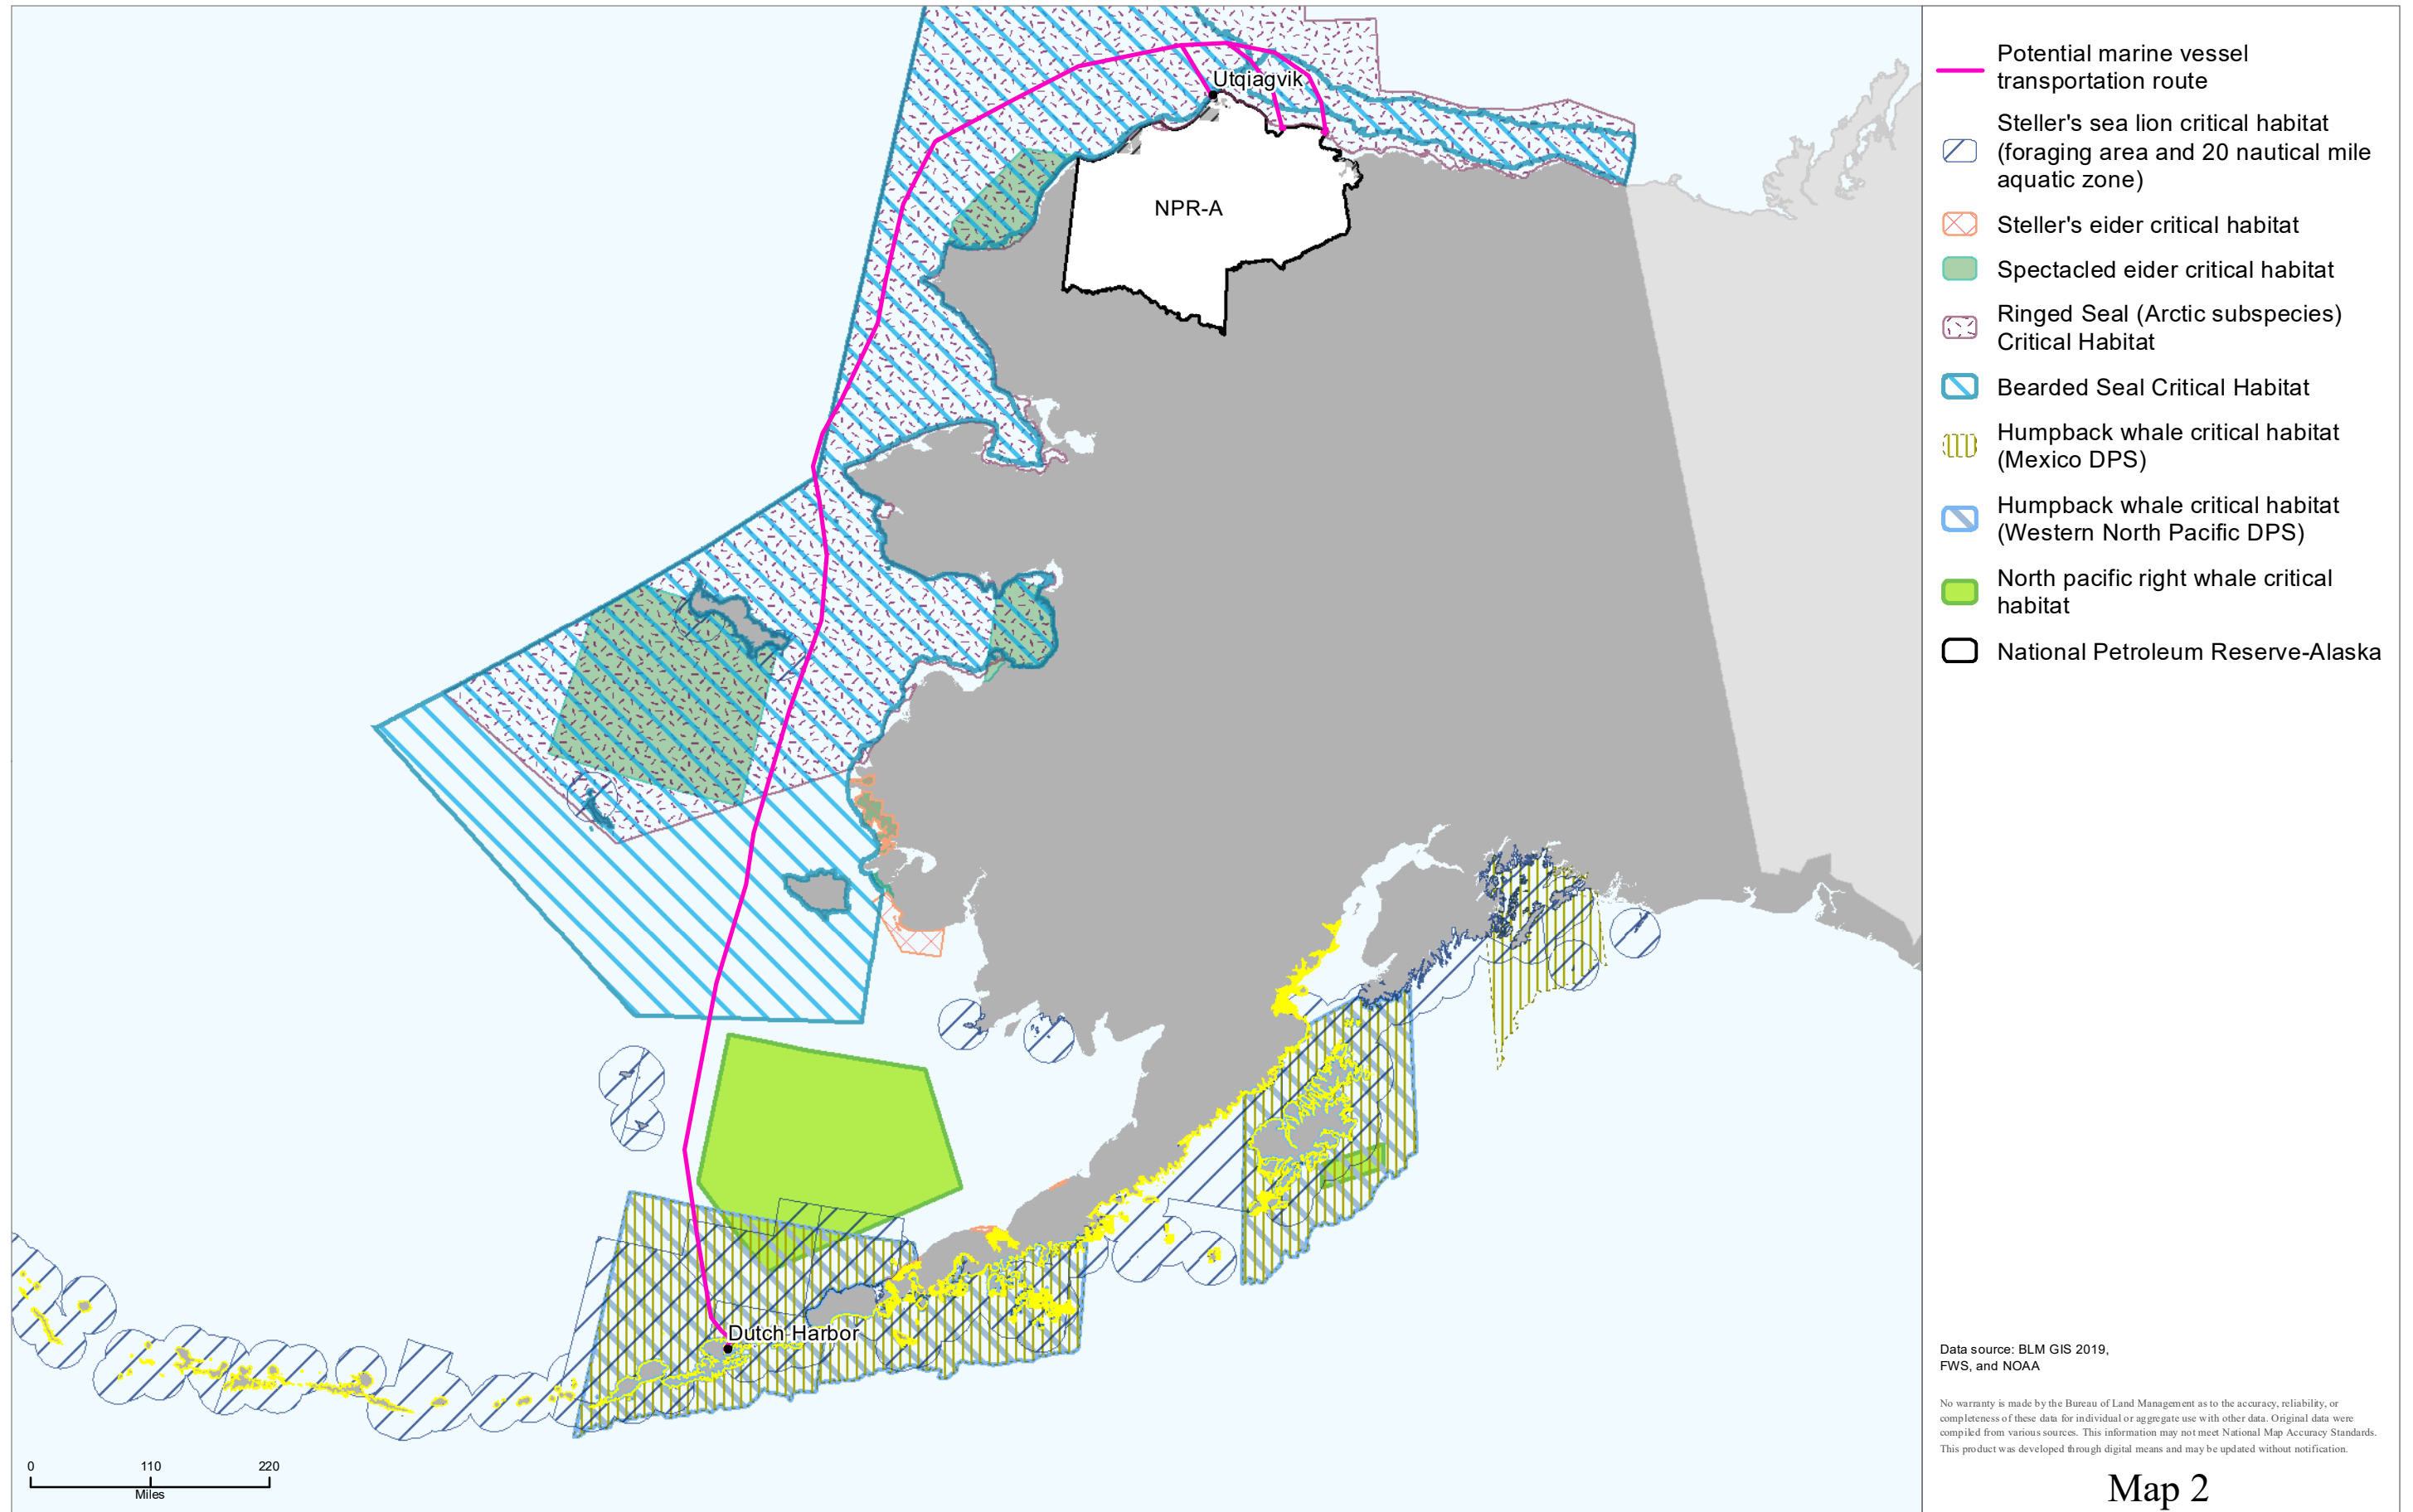 Utqiagvik
NPR-A
Dutch Harbor
0 110 220
Miles
Potential marine vessel
transportation route
Steller's sea lion critical habitat
(foraging area and 20 nautical mile
aquatic zone)
Steller's eider critical habitat
Spectacled eider critical habitat
Ringed Seal (Arctic subspecies)
Critical Habitat
Bearded Seal Critical Habitat
Humpback whale critical habitat
(Mexico DPS)
Humpback whale critical habitat
(Western North Pacific DPS)
North pacific right whale critical
habitat
National Petroleum Reserve-Alaska
Data source: BLM GIS 2019,
FWS, and NOAA
No warranty is made by the Bureau of Land Management as to the accuracy, reliability, or
completeness of these data for individual or aggregate use with other data. Original data were
compiled from various sources. This information may not meet National Map Accuracy Standards.
This product was developed through digital means and may be updated without notification.
Map 2